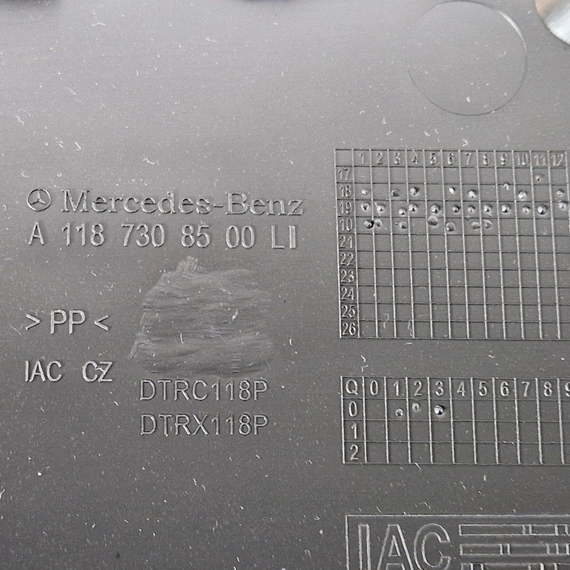 Mercedes-Benz
A 118 730 85 00 LI
>PP<
IAC CZ
DTRC118P
DTRX118P
1 2 3 4 5 6 7 8 9 10 11 12
17
18
19
21
22
23
24
25
26
Q 0 1 2 3 4 5 6 7 8 9
0
1
2
IAC